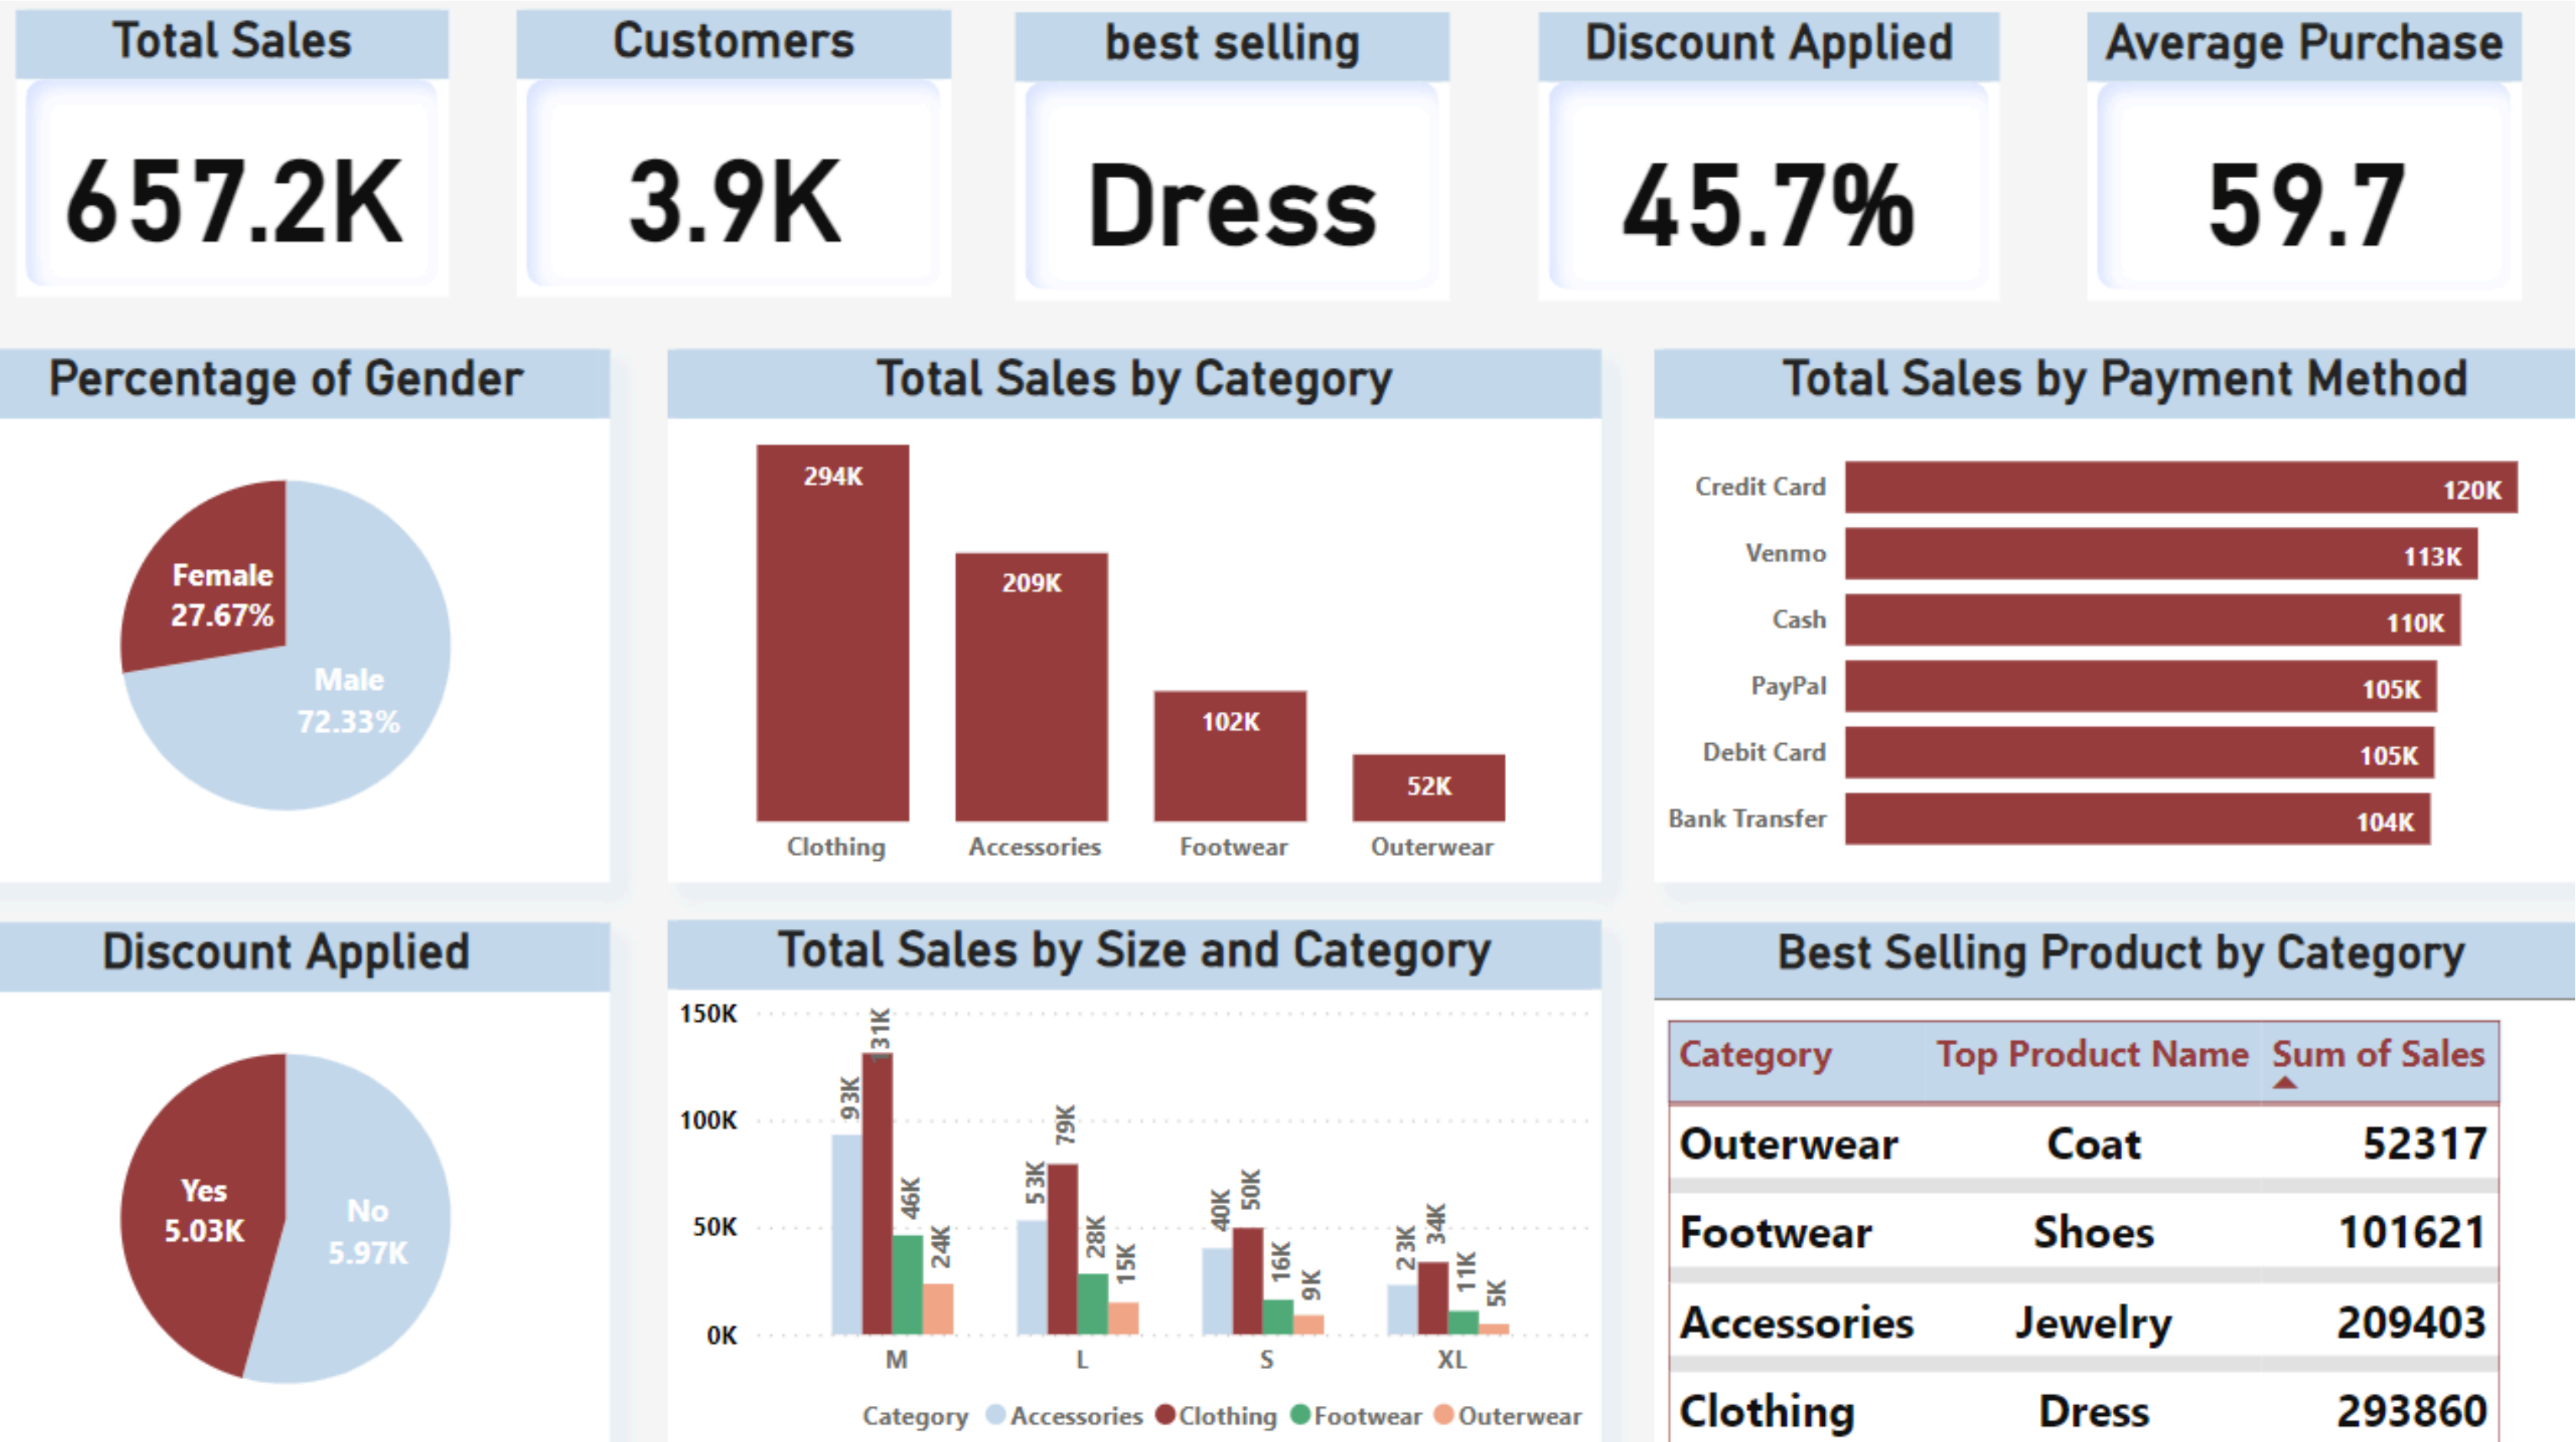 Total Sales
657.2K
Customers
3.9K
best selling
Dress
Discount Applied
45.7%
Average Purchase
59.7
Percentage of Gender
Female
27.67%
Male
72.33%
Total Sales by Category
294K
209K
102K
52K
Clothing
Accessories
Footwear
Outerwear
Total Sales by Payment Method
Credit Card
120K
Venmo
113K
Cash
110K
PayPal
105K
Debit Card
105K
Bank Transfer
104K
Discount Applied
Yes
5.03K
No
5.97K
Total Sales by Size and Category
150K
100K
50K
0K
93K
131K
46K
24K
53K
79K
28K
15K
40K
50K
16K
9K
23K
34K
11K
5K
M
L
S
XL
Category Accessories Clothing Footwear Outerwear
Best Selling Product by Category
Category Top Product Name Sum of Sales
Outerwear Coat 52317
Footwear Shoes 101621
Accessories Jewelry 209403
Clothing Dress 293860